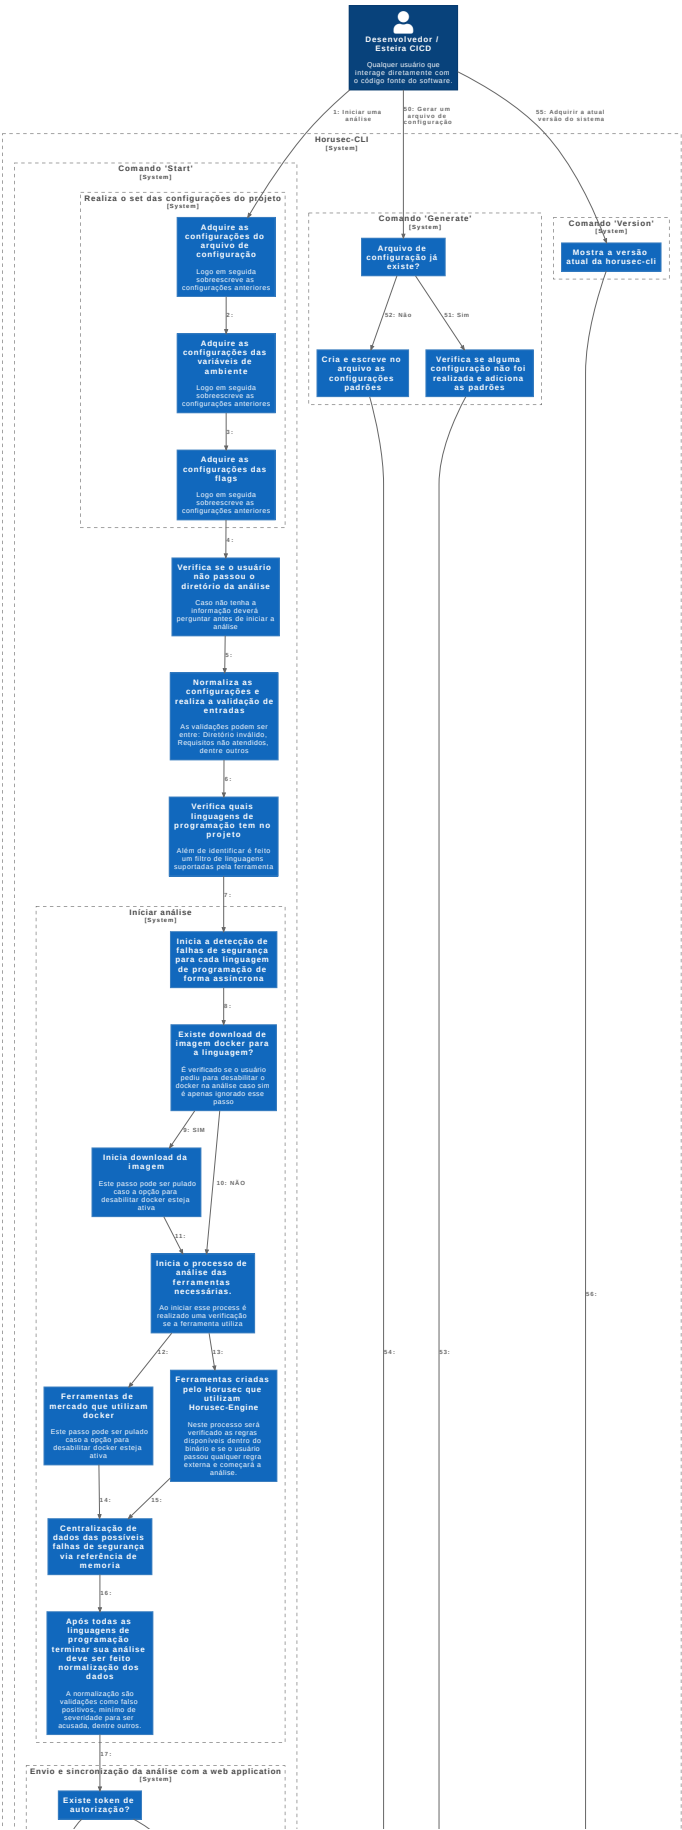 Desenvolvedor /
Esteira CICD
Qualquer usuário que
interage diretamente com
o código fonte do software.
1: Iniciar uma
análise
50: Gerar um
arquivo de
configuração
55: Adquirir a atual
versão do sistema
Horusec-CLI
[System]
Comando 'Start'
[System]
Realiza o set das configurações do projeto
[System]
Adquire as
configurações do
arquivo de
configuração
Logo em seguida
sobreescreve as
configurações anteriores
2:
Adquire as
configurações das
variáveis de
ambiente
Logo em seguida
sobreescreve as
configurações anteriores
3:
Adquire as
configurações das
flags
Logo em seguida
sobreescreve as
configurações anteriores
4:
Comando 'Generate'
[System]
Arquivo de
configuração já
existe?
52: Não
51: Sim
Cria e escreve no
arquivo as
configurações
padrões
Verifica se alguma
configuração não foi
realizada e adiciona
as padrões
Comando 'Version'
[System]
Mostra a versão
atual da horusec-cli
Verifica se o usuário
não passou o
diretório da análise
Caso não tenha a
informação deverá
perguntar antes de iniciar a
análise
5:
Normaliza as
configurações e
realiza a validação de
entradas
As validações podem ser
entre: Diretório inválido,
Requisitos não atendidos,
dentre outros
6:
Verifica quais
linguagens de
programação tem no
projeto
Além de identificar é feito
um filtro de linguagens
suportadas pela ferramenta
7:
Iníciar análise
[System]
Inicia a detecção de
falhas de segurança
para cada linguagem
de programação de
forma assíncrona
8:
Existe download de
imagem docker para
a linguagem?
É verificado se o usuário
pediu para desabilitar o
docker na análise caso sim
é apenas ignorado esse
passo
9: SIM
10: NÃO
Inicia download da
imagem
Este passo pode ser pulado
caso a opção para
desabilitar docker esteja
ativa
11:
Inicia o processo de
análise das
ferramentas
necessárias.
Ao iniciar esse processo é
realizado uma verificação
se a ferramenta utiliza
12:
13:
Ferramentas de
mercado que utilizam
docker
Este passo pode ser pulado
caso a opção para
desabilitar docker esteja
ativa
Ferramentas criadas
pelo Horusec que
utilizam
Horusec-Engine
Neste processo será
verificado as regras
disponíveis dentro do
binário e se o usuário
passou qualquer regra
externa e começará a
análise.
14:
15:
Centralização de
dados das possíveis
falhas de segurança
via referência de
memoria
16:
Após todas as
linguagens de
programação
terminar sua análise
deve ser feito
normalização dos
dados
A normalização são
validações como falso
positivos, mínimo de
severidade para ser
acusada, dentre outros.
17:
Envio e sincronização da análise com a web application
[System]
Existe token de
autorização?
54:
53:
56: